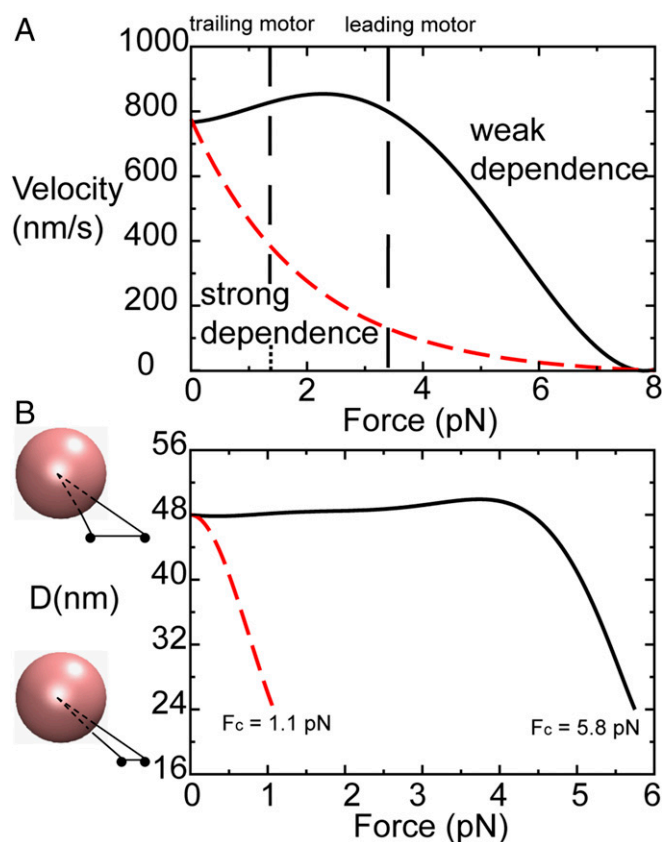 A
trailing motor
leading motor
1000
800
600
400
200
0
Velocity
(nm/s)
weak
dependence
strong
dependence
0
2
4
6
8
Force (pN)
B
56
48
40
32
24
16
D(nm)
Fc = 1.1 pN
Fc = 5.8 pN
0
1
2
3
4
5
6
Force (pN)